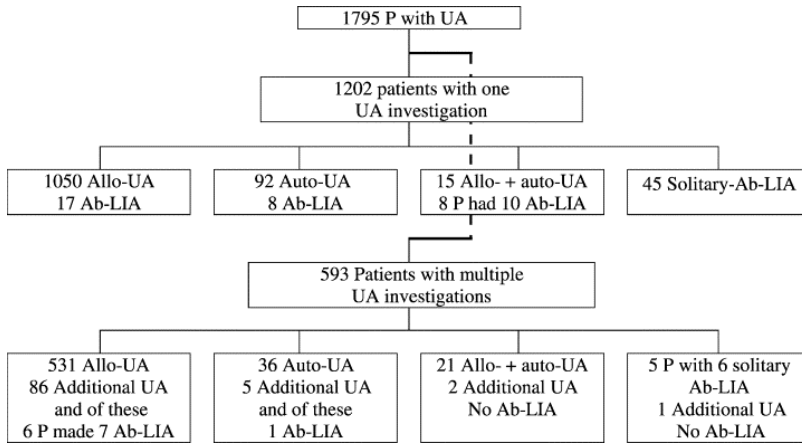 1795 P with UA
1202 patients with one
UA investigation
1050 Allo-UA
17 Ab-LIA
92 Auto-UA
8 Ab-LIA
15 Allo- + auto-UA
8 P had 10 Ab-LIA
45 Solitary-Ab-LIA
593 Patients with multiple
UA investigations
531 Allo-UA
86 Additional UA
and of these
6 P made 7 Ab-LIA
36 Auto-UA
5 Additional UA
and of these
1 Ab-LIA
21 Allo- + auto-UA
2 Additional UA
No Ab-LIA
5 P with 6 solitary
Ab-LIA
1 Additional UA
No Ab-LIA